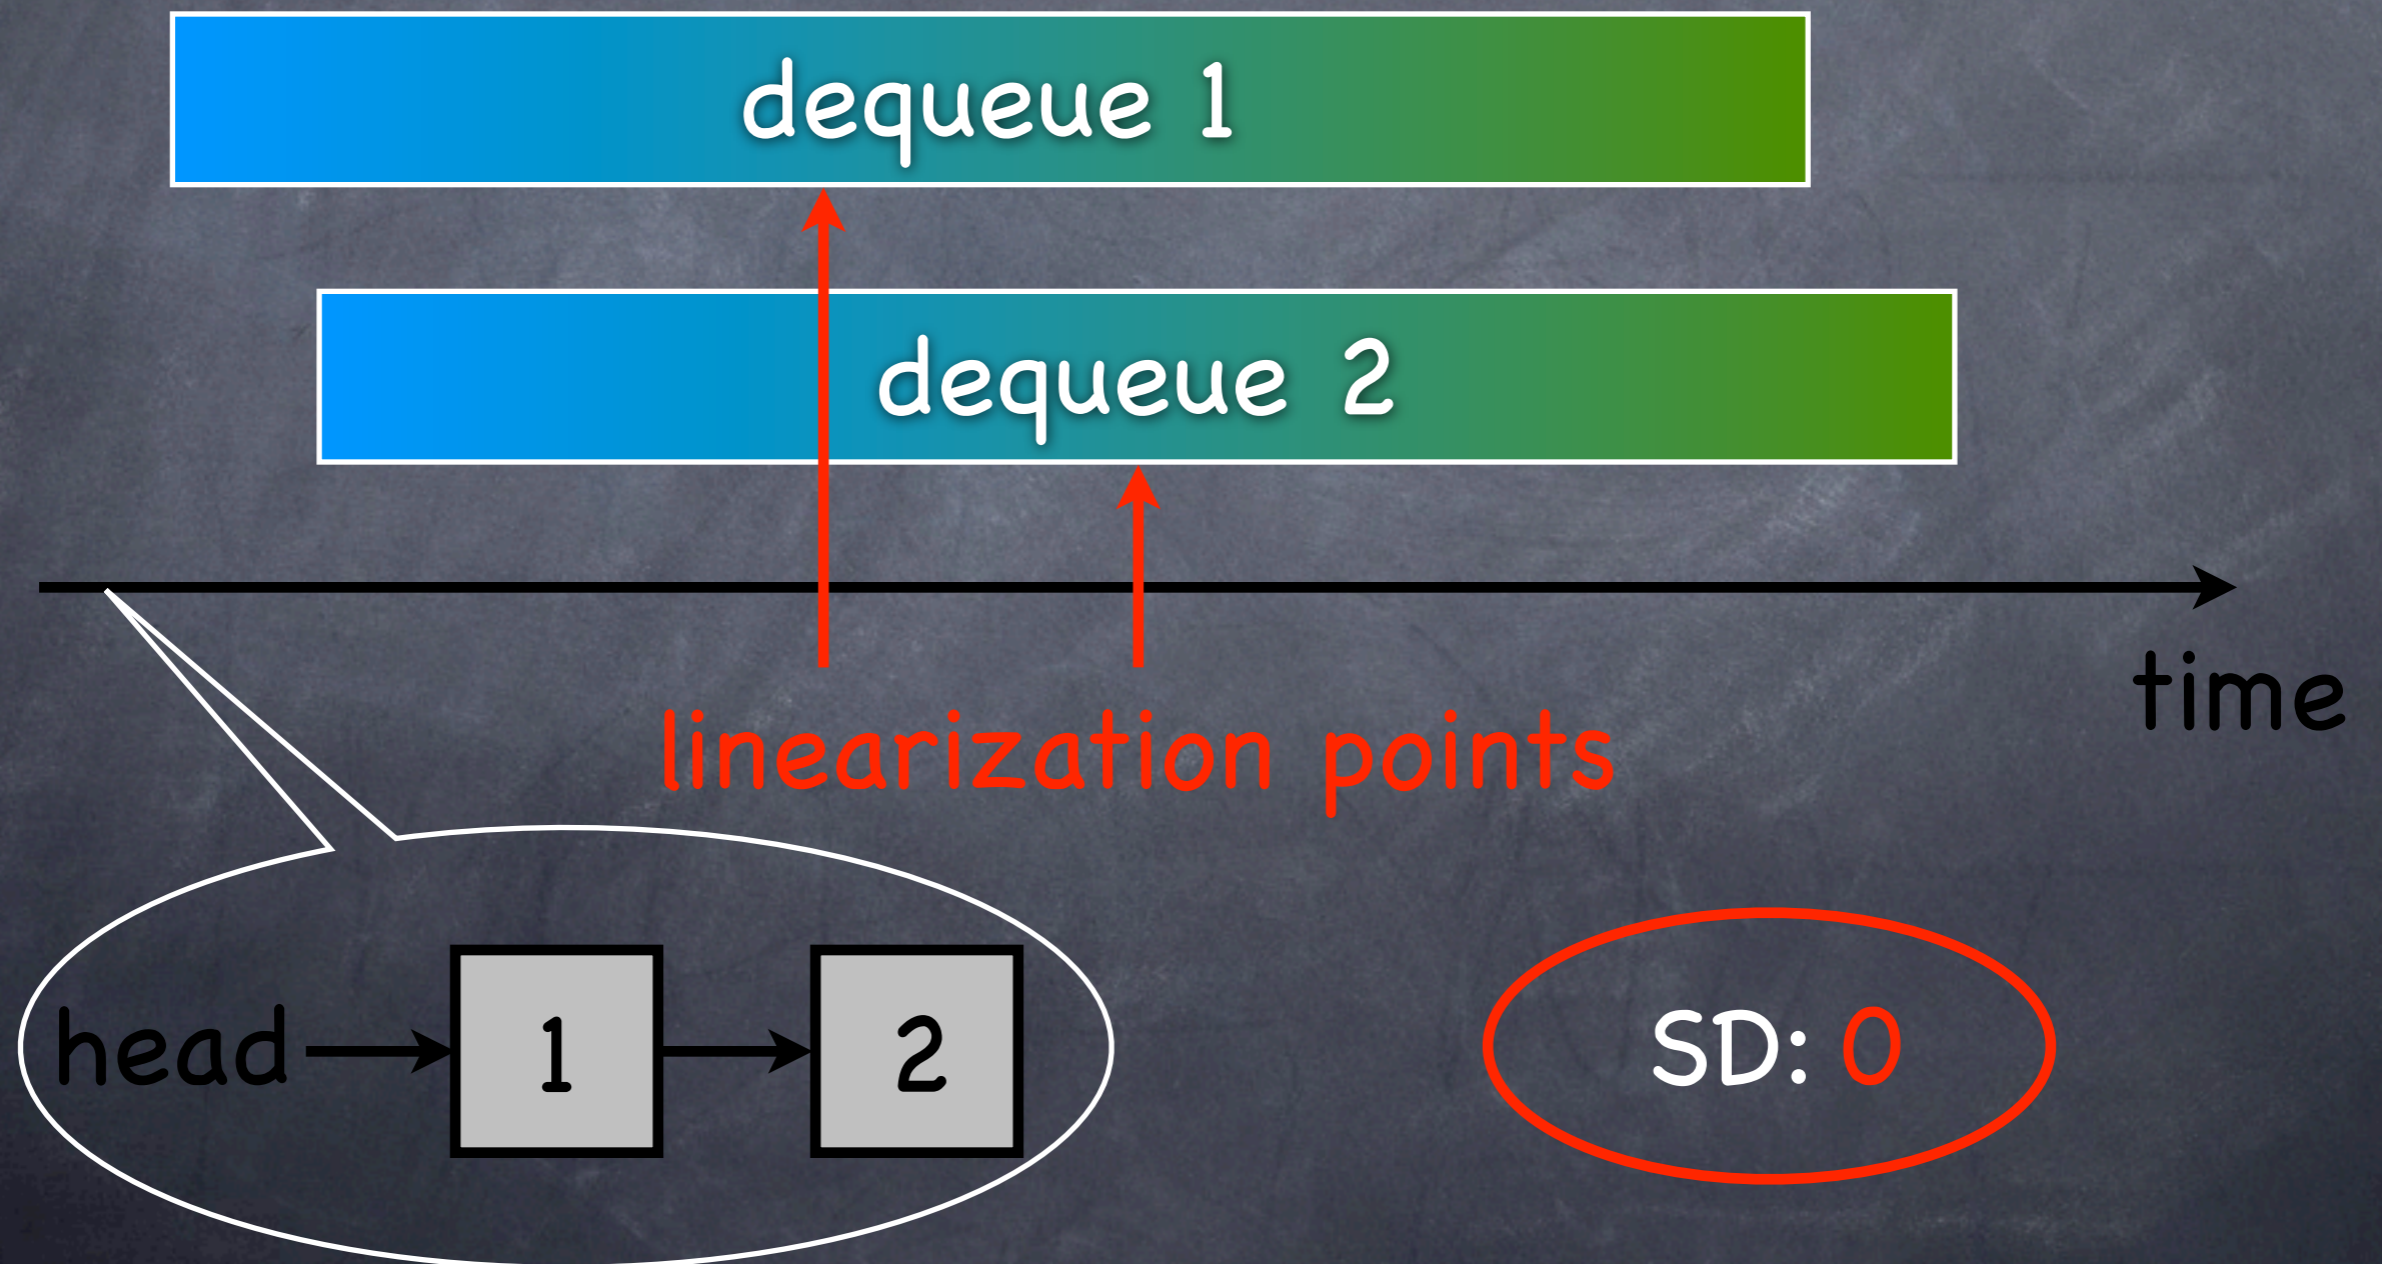 dequeue 1
dequeue 2
time
linearization points
head 1 2
SD: 0